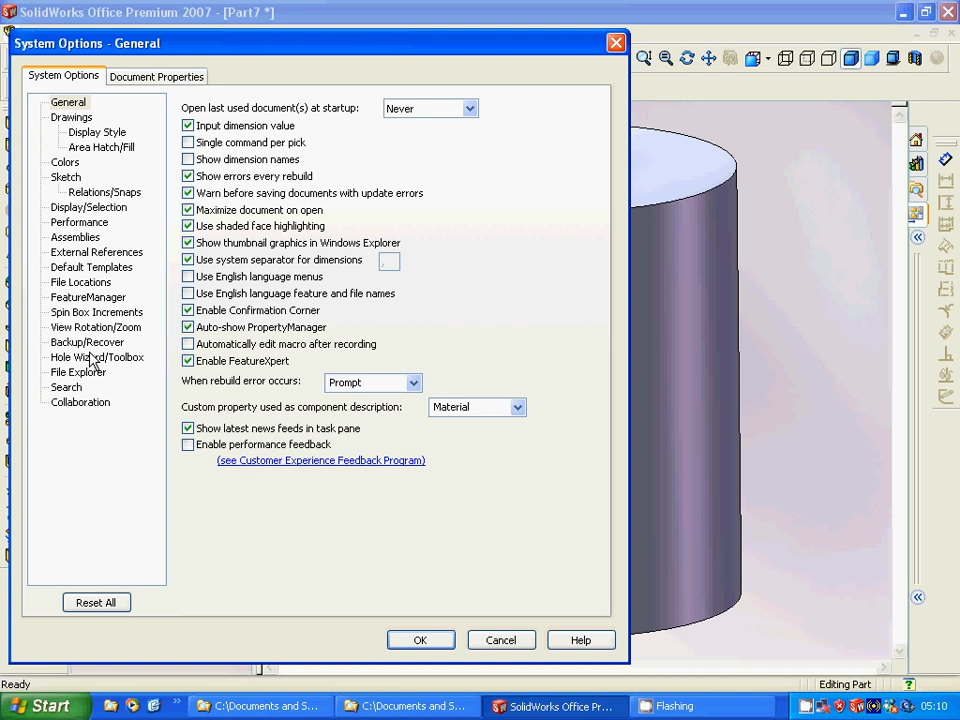 SolidWorks Office Premium 2007 - [Part7 *]
System Options - General
System Options
Document Properties
General
Drawings
Display Style
Area Hatch/Fill
Colors
Sketch
Relations/Snaps
Display/Selection
Performance
Assemblies
External References
Default Templates
File Locations
FeatureManager
Spin Box Increments
View Rotation/Zoom
Backup/Recover
Hole Wizard/Toolbox
File Explorer
Search
Collaboration
Reset All
Open last used document(s) at startup: Never
Input dimension value
Single command per pick
Show dimension names
Show errors every rebuild
Warn before saving documents with update errors
Maximize document on open
Use shaded face highlighting
Show thumbnail graphics in Windows Explorer
Use system separator for dimensions ,
Use English language menus
Use English language feature and file names
Enable Confirmation Corner
Auto-show PropertyManager
Automatically edit macro after recording
Enable FeatureXpert
When rebuild error occurs: Prompt
Custom property used as component description: Material
Show latest news feeds in task pane
Enable performance feedback
(see Customer Experience Feedback Program)
OK Cancel Help
Ready Editing Part
Start C:\Documents and S... C:\Documents and S... SolidWorks Office Pr... Flashing 05:10